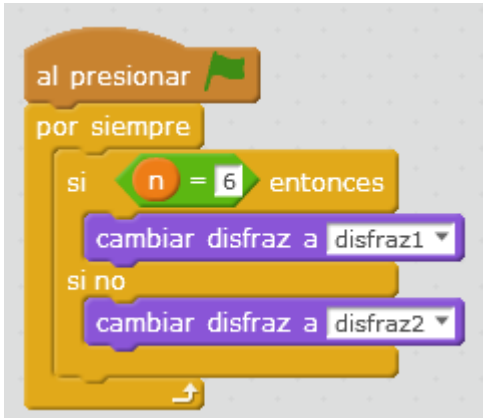 al presionar
por siempre
si n = 6 entonces
cambiar disfraz a disfraz1
si no
cambiar disfraz a disfraz2